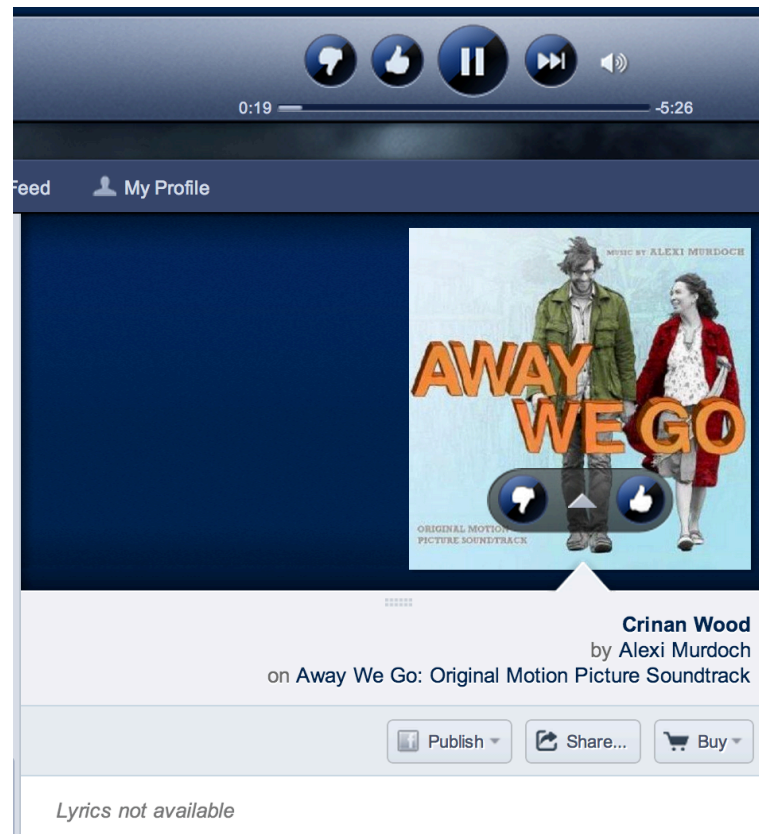 0:19
-5:26
Feed
My Profile
MUSIC BY ALEXI MURDOCH
AWAY
WE GO
ORIGINAL MOTION
PICTURE SOUNDTRACK
Crinan Wood
by Alexi Murdoch
on Away We Go: Original Motion Picture Soundtrack
f Publish
Share...
Buy
Lyrics not available